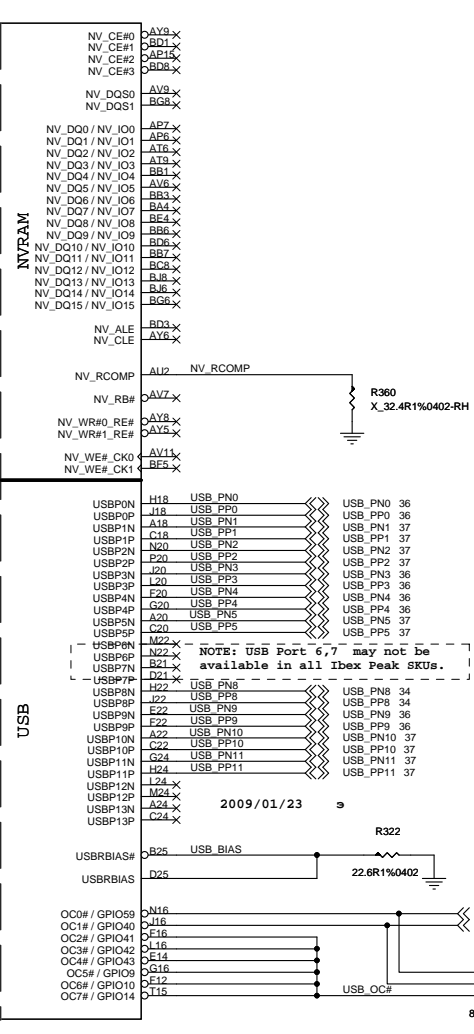 NV_CE#0 AY9
NV_CE#1 BD1
NV_CE#2 AP15
NV_CE#3 BD8
NV_DQS0 AV9
NV_DQS1 BG8
NV_DQ0 / NV_IO0 AP7
NV_DQ1 / NV_IO1 AP6
NV_DQ2 / NV_IO2 AT6
NV_DQ3 / NV_IO3 AT9
NV_DQ4 / NV_IO4 BB1
NV_DQ5 / NV_IO5 AV6
NV_DQ6 / NV_IO6 BB3
NV_DQ7 / NV_IO7 BA4
NV_DQ8 / NV_IO8 BE4
NV_DQ9 / NV_IO9 BB6
NV_DQ10 / NV_IO10 BD6
NV_DQ11 / NV_IO11 BB7
NV_DQ12 / NV_IO12 BC8
NV_DQ13 / NV_IO13 BJ8
NV_DQ14 / NV_IO14 BJ6
NV_DQ15 / NV_IO15 BG6
NVRAM
NV_ALE BD3
NV_CLE AY6
NV_RCOMP AU2 NV_RCOMP
R360
X_32.4R1%0402-RH
NV_RB# AV7
NV_WR#0_RE# AY8
NV_WR#1_RE# AY5
NV_WE#_CK0 AV11
NV_WE#_CK1 BF5
USBP0N H18 USB_PN0 USB_PN0 36
USBP0P J18 USB_PP0 USB_PP0 36
USBP1N A18 USB_PN1 USB_PN1 37
USBP1P C18 USB_PP1 USB_PP1 37
USBP2N N20 USB_PN2 USB_PN2 37
USBP2P P20 USB_PP2 USB_PP2 37
USBP3N J20 USB_PN3 USB_PN3 36
USBP3P L20 USB_PP3 USB_PP3 36
USBP4N F20 USB_PN4 USB_PN4 36
USBP4P G20 USB_PP4 USB_PP4 36
USBP5N A20 USB_PN5 USB_PN5 37
USBP5P C20 USB_PP5 USB_PP5 37
USBP6N M22
USBP6P N22
USBP7N B21
USBP7P D21
NOTE: USB Port 6,7 may not be
available in all Ibex Peak SKUs.
USBP8N H22 USB_PN8 USB_PN8 34
USBP8P J22 USB_PP8 USB_PP8 34
USBP9N E22 USB_PN9 USB_PN9 36
USBP9P F22 USB_PP9 USB_PP9 36
USBP10N A22 USB_PN10 USB_PN10 37
USBP10P C22 USB_PP10 USB_PP10 37
USBP11N G24 USB_PN11 USB_PN11 37
USBP11P H24 USB_PP11 USB_PP11 37
USBP12N L24
USBP12P M24
USBP13N A24
USBP13P C24
USB
2009/01/23 э
USBRBIAS# B25 USB_BIAS
R322
22.6R1%0402
USBRBIAS D25
OC0# / GPIO59 N16
OC1# / GPIO40 J16
OC2# / GPIO41 F16
OC3# / GPIO42 L16
OC4# / GPIO43 E14
OC5# / GPIO9 G16
OC6# / GPIO10 F12
OC7# / GPIO14 T15 USB_OC#